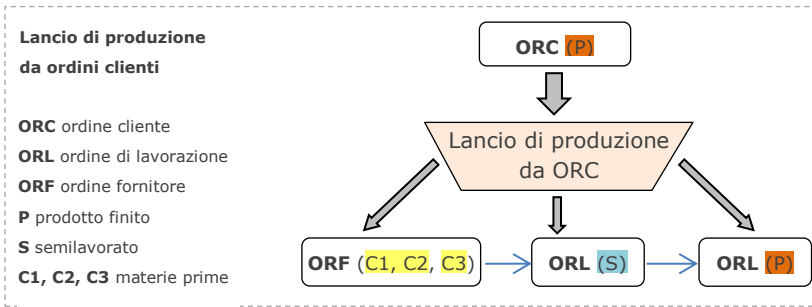 Lancio di produzione
da ordini clienti
ORC ordine cliente
ORL ordine di lavorazione
ORF ordine fornitore
P prodotto finito
S semilavorato
C1, C2, C3 materie prime
ORC (P)
Lancio di produzione
da ORC
ORF (C1, C2, C3)
ORL (S)
ORL (P)